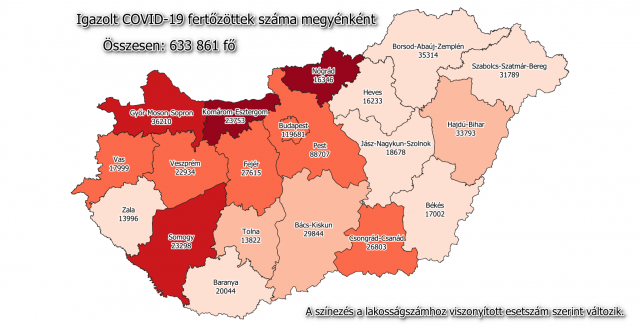 Igazolt COVID-19 fertőzöttek száma megyénként
Összesen: 633 861 fő
Borsod-Abaúj-Zemplén
35314
Szabolcs-Szatmár-Bereg
31789
Nógrád
16346
Heves
16233
Győr-Moson-Sopron
36210
Komárom-Esztergom
23753
Budapest
119681
Hajdú-Bihar
33793
Pest
88707
Jász-Nagykun-Szolnok
18678
Vas
17999
Veszprém
22934
Fejér
27615
Zala
13996
Békés
17002
Somogy
23298
Tolna
13822
Bács-Kiskun
29844
Csongrád-Csanád
26803
Baranya
20044
A színezés a lakosságszámhoz viszonyított esetszám szerint változik.